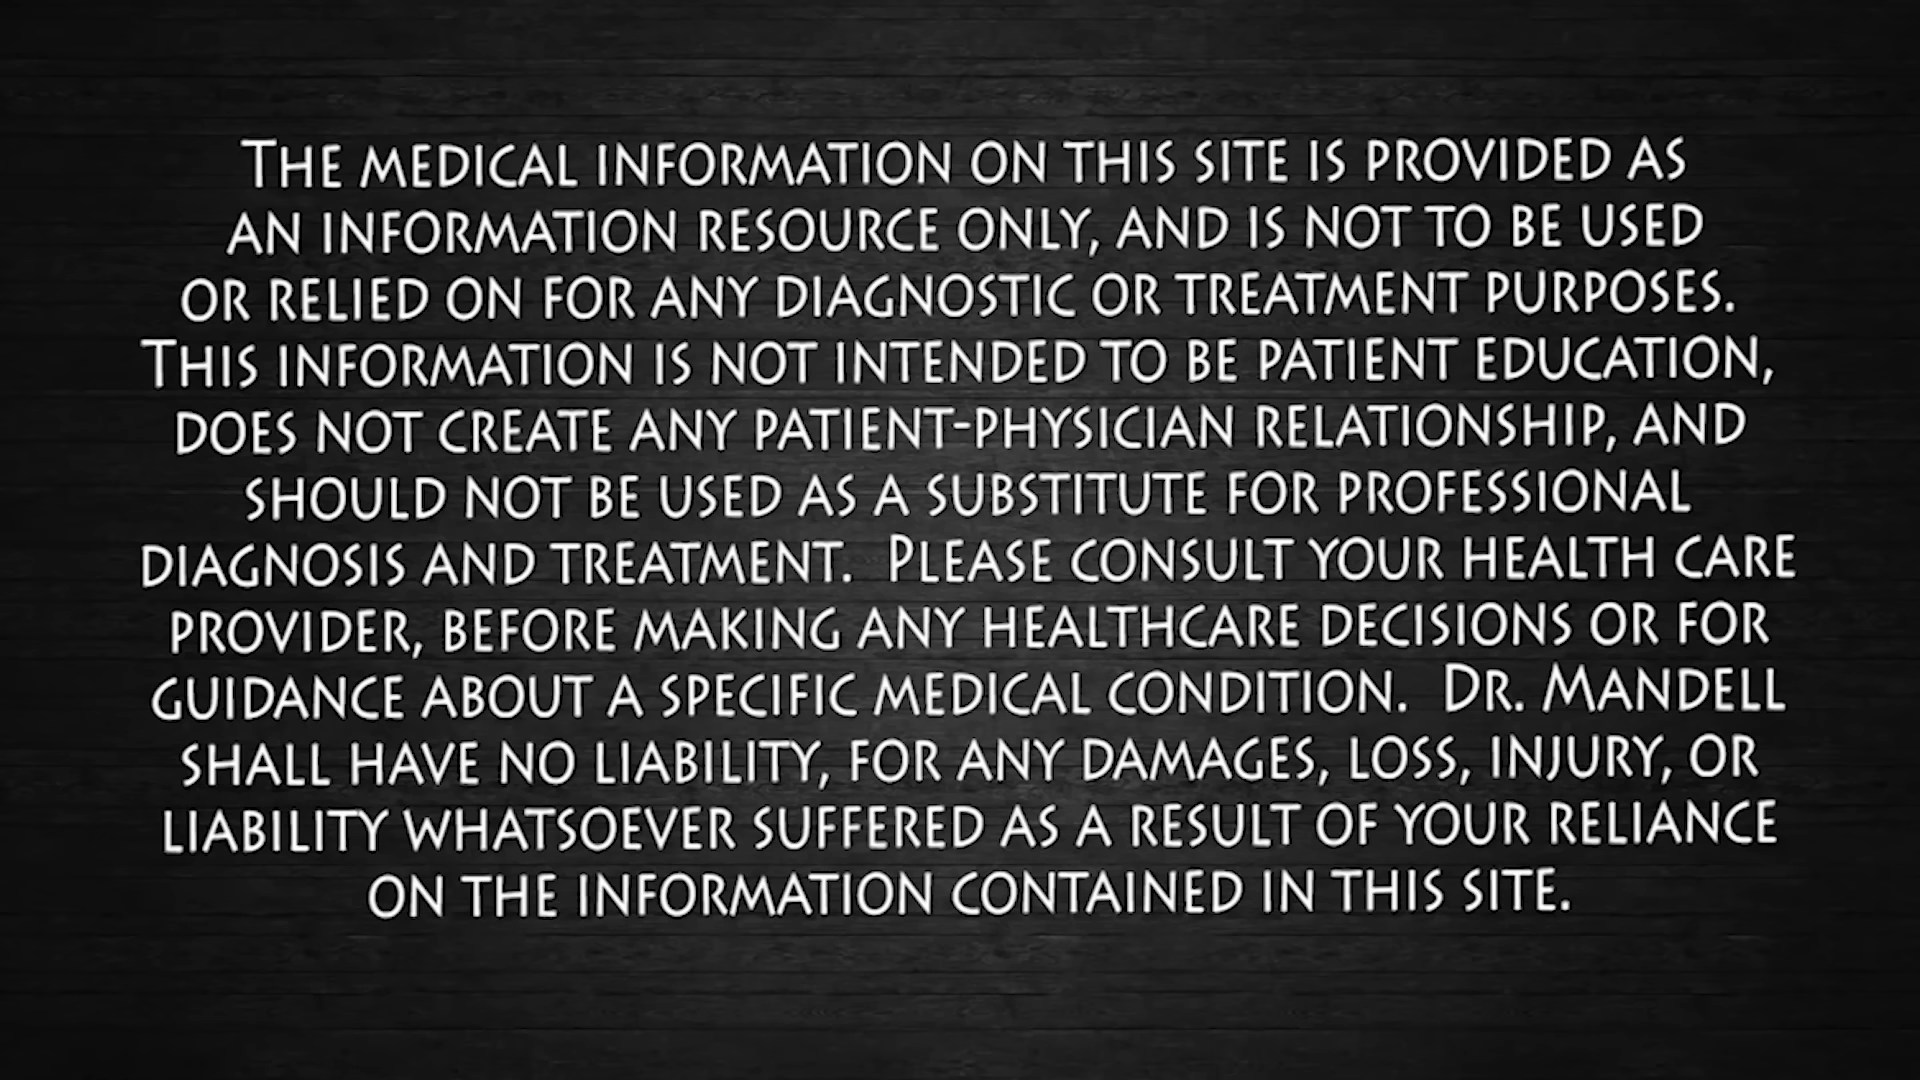 The medical information on this site is provided as
an information resource only, and is not to be used
or relied on for any diagnostic or treatment purposes.
This information is not intended to be patient education,
does not create any patient-physician relationship, and
should not be used as a substitute for professional
diagnosis and treatment. Please consult your health care
provider, before making any healthcare decisions or for
guidance about a specific medical condition. Dr. Mandell
shall have no liability, for any damages, loss, injury, or
liability whatsoever suffered as a result of your reliance
on the information contained in this site.